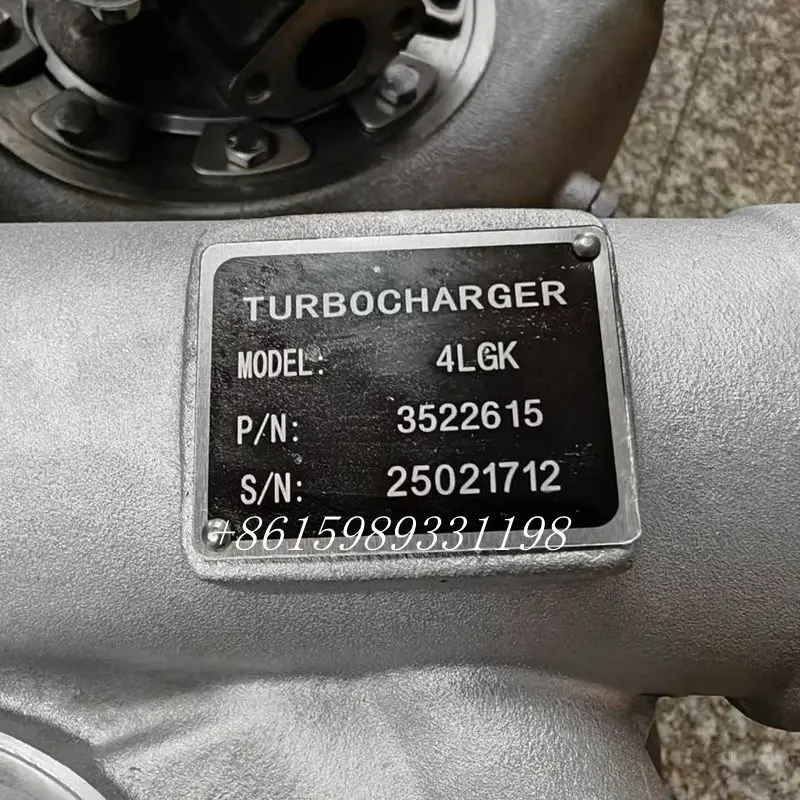 TURBOCHARGER
MODEL: 4LGK
P/N: 3522615
S/N: 25021712
+8615989331198